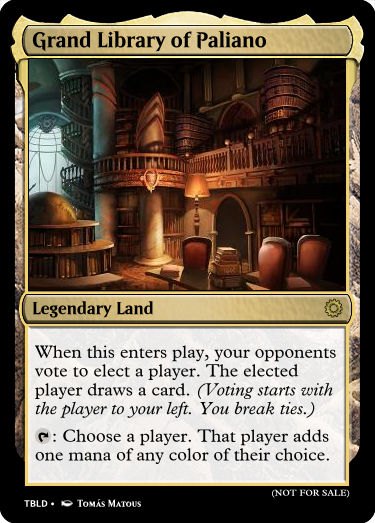 Grand Library of Paliano
Legendary Land
When this enters play, your opponents
vote to elect a player. The elected
player draws a card. (Voting starts with
the player to your left. You break ties.)
: Choose a player. That player adds
one mana of any color of their choice.
(NOT FOR SALE)
TBLD • Tomás Matous